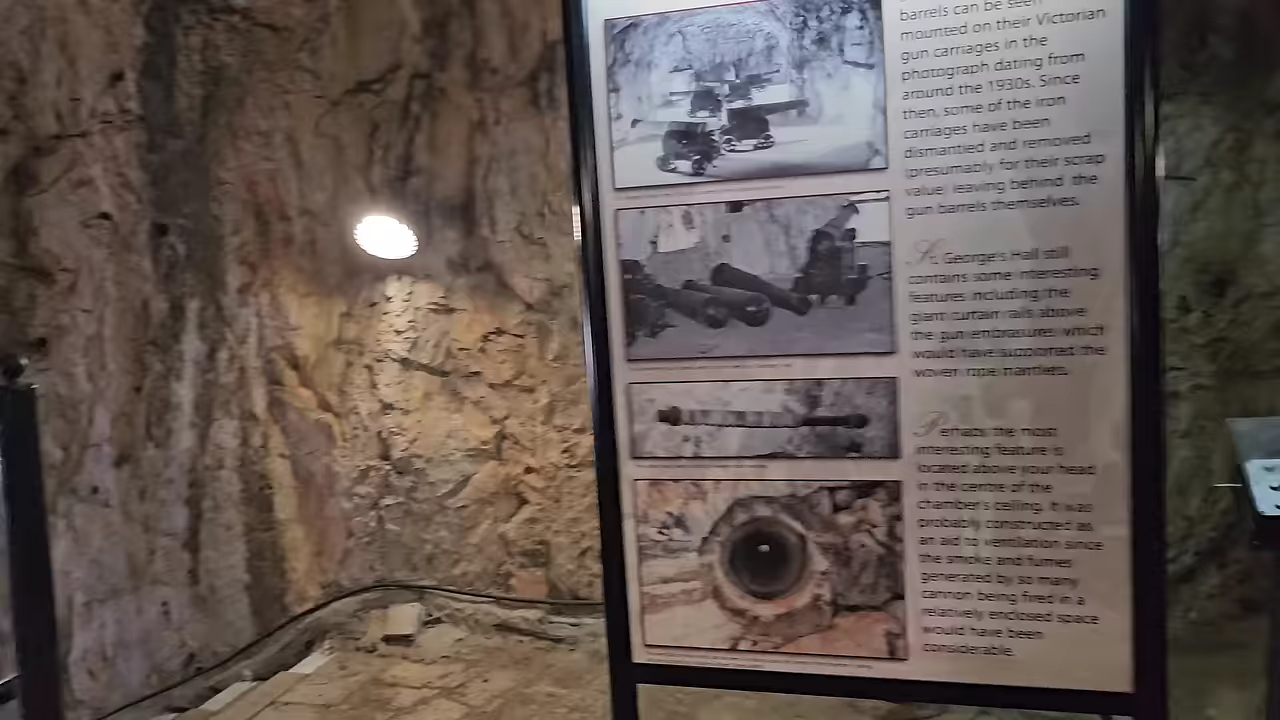 barrels can be seen
mounted on their Victorian
gun carriages in the
photograph dating from
around the 1930s. Since
then, some of the iron
carriages have been
dismantled and removed
(presumably for their scrap
value) leaving behind the
gun barrels themselves.
St. George's Hall still
contains some interesting
features including the
giant curtain rails above
the gun embrasures which
would have supported the
woven rope mantlets.
Perhaps the most
interesting feature is
located above your head
in the centre of the
chamber's ceiling. It was
probably constructed as
an aid to ventilation since
the smoke and fumes
generated by so many
cannon being fired in a
relatively enclosed space
would have been
considerable.